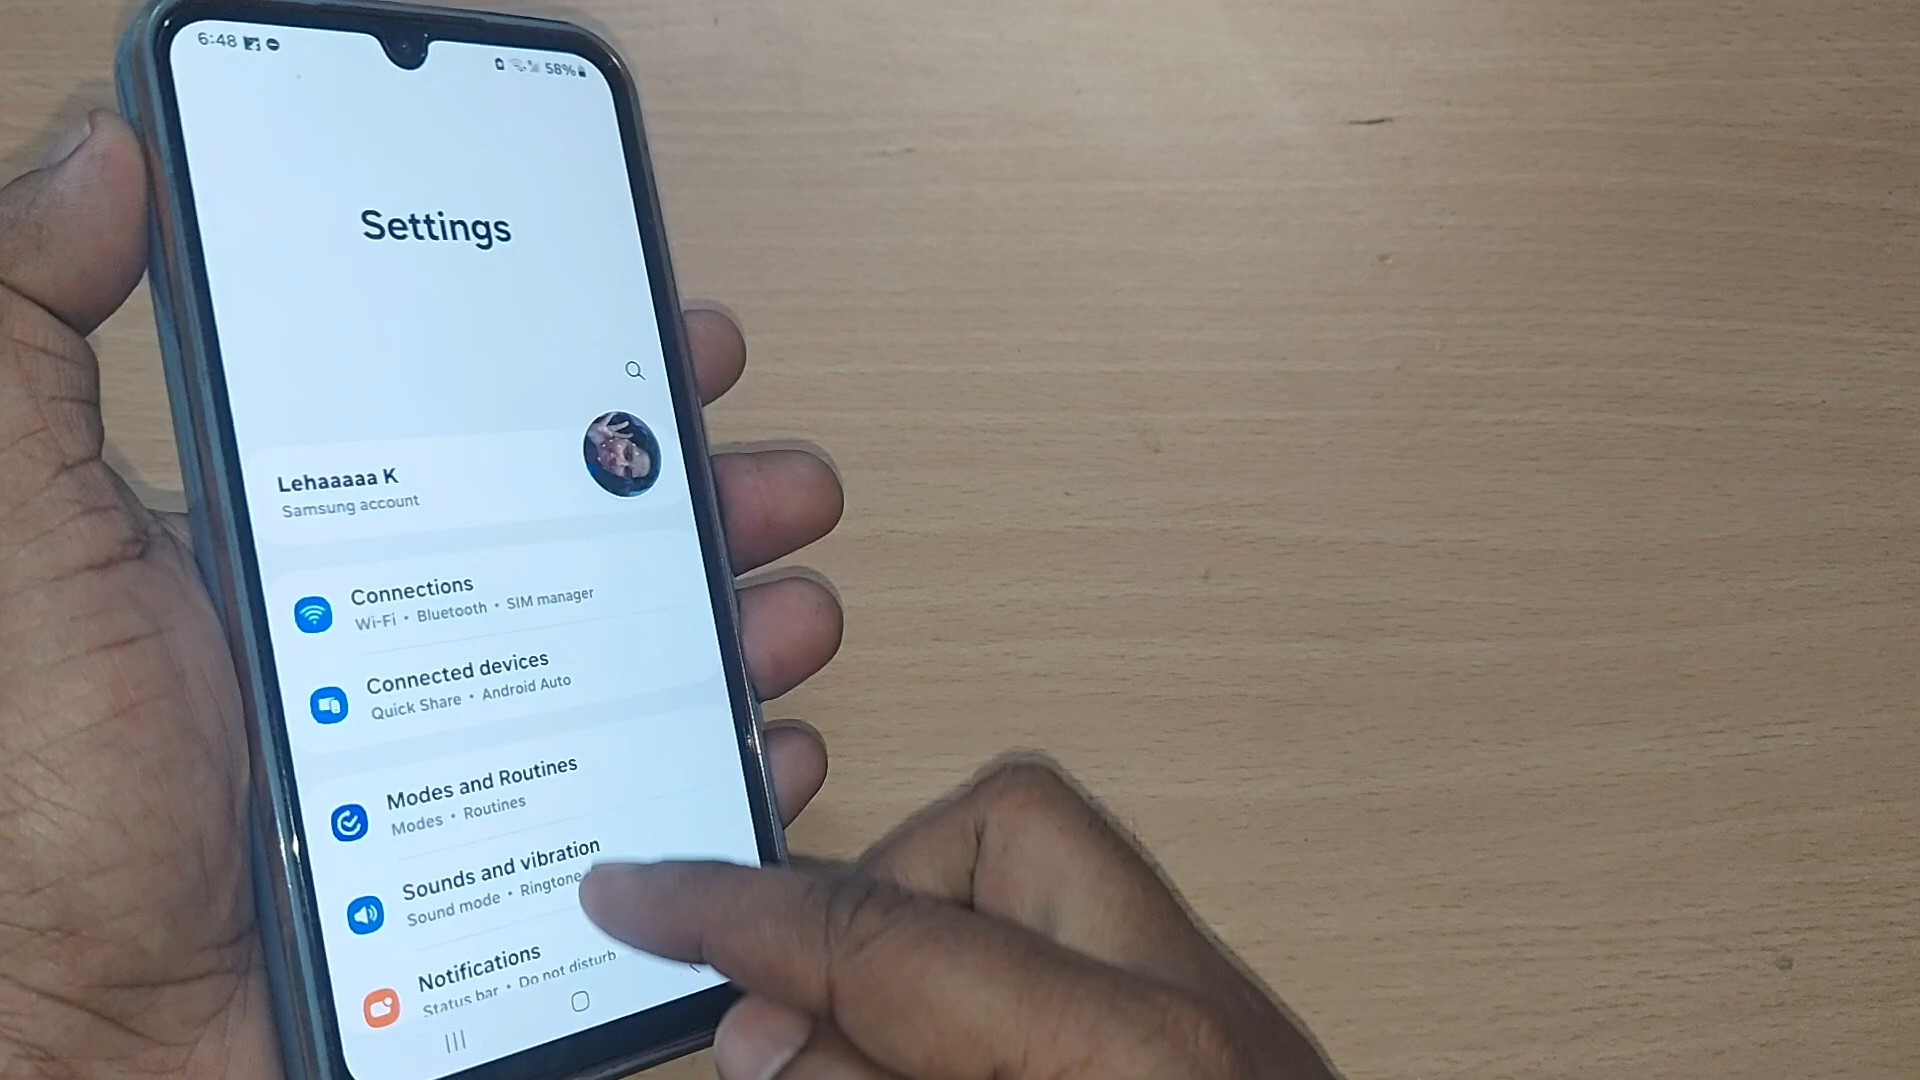 6:48
58%
Settings
Lehaaaaa K
Samsung account
Connections
Wi-Fi • Bluetooth • SIM manager
Connected devices
Quick Share • Android Auto
Modes and Routines
Modes • Routines
Sounds and vibration
Sound mode • Ringtone
Notifications
Status bar • Do not disturb